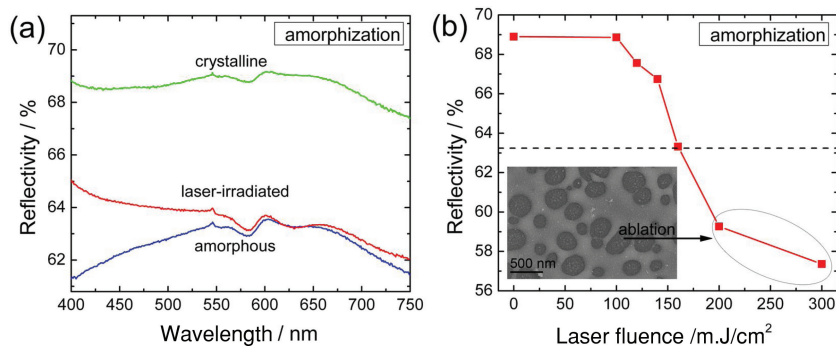 (a)
amorphization
crystalline
laser-irradiated
amorphous
Reflectivity / %
70
68
66
64
62
400 450 500 550 600 650 700 750
Wavelength / nm
(b)
amorphization
Reflectivity / %
70
68
66
64
62
60
58
56
ablation
500 nm
0 50 100 150 200 250 300
Laser fluence /m.J/cm²